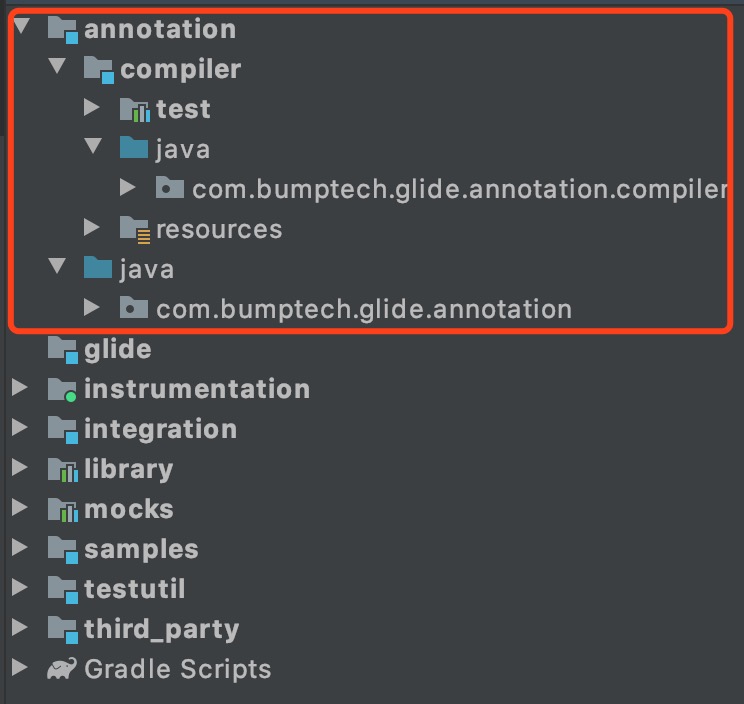 annotation
compiler
test
java
com.bumptech.glide.annotation.compiler
resources
java
com.bumptech.glide.annotation
glide
instrumentation
integration
library
mocks
samples
testutil
third_party
Gradle Scripts